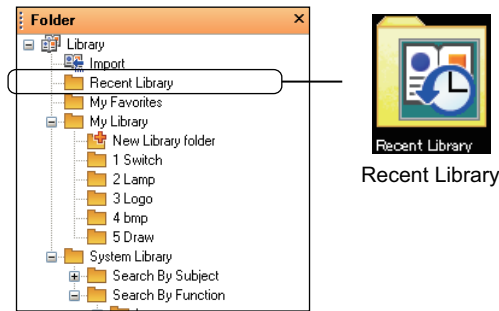 Folder
Library
Import
Recent Library
My Favorites
My Library
New Library folder
1 Switch
2 Lamp
3 Logo
4 bmp
5 Draw
System Library
Search By Subject
Search By Function
Recent Library
Recent Library